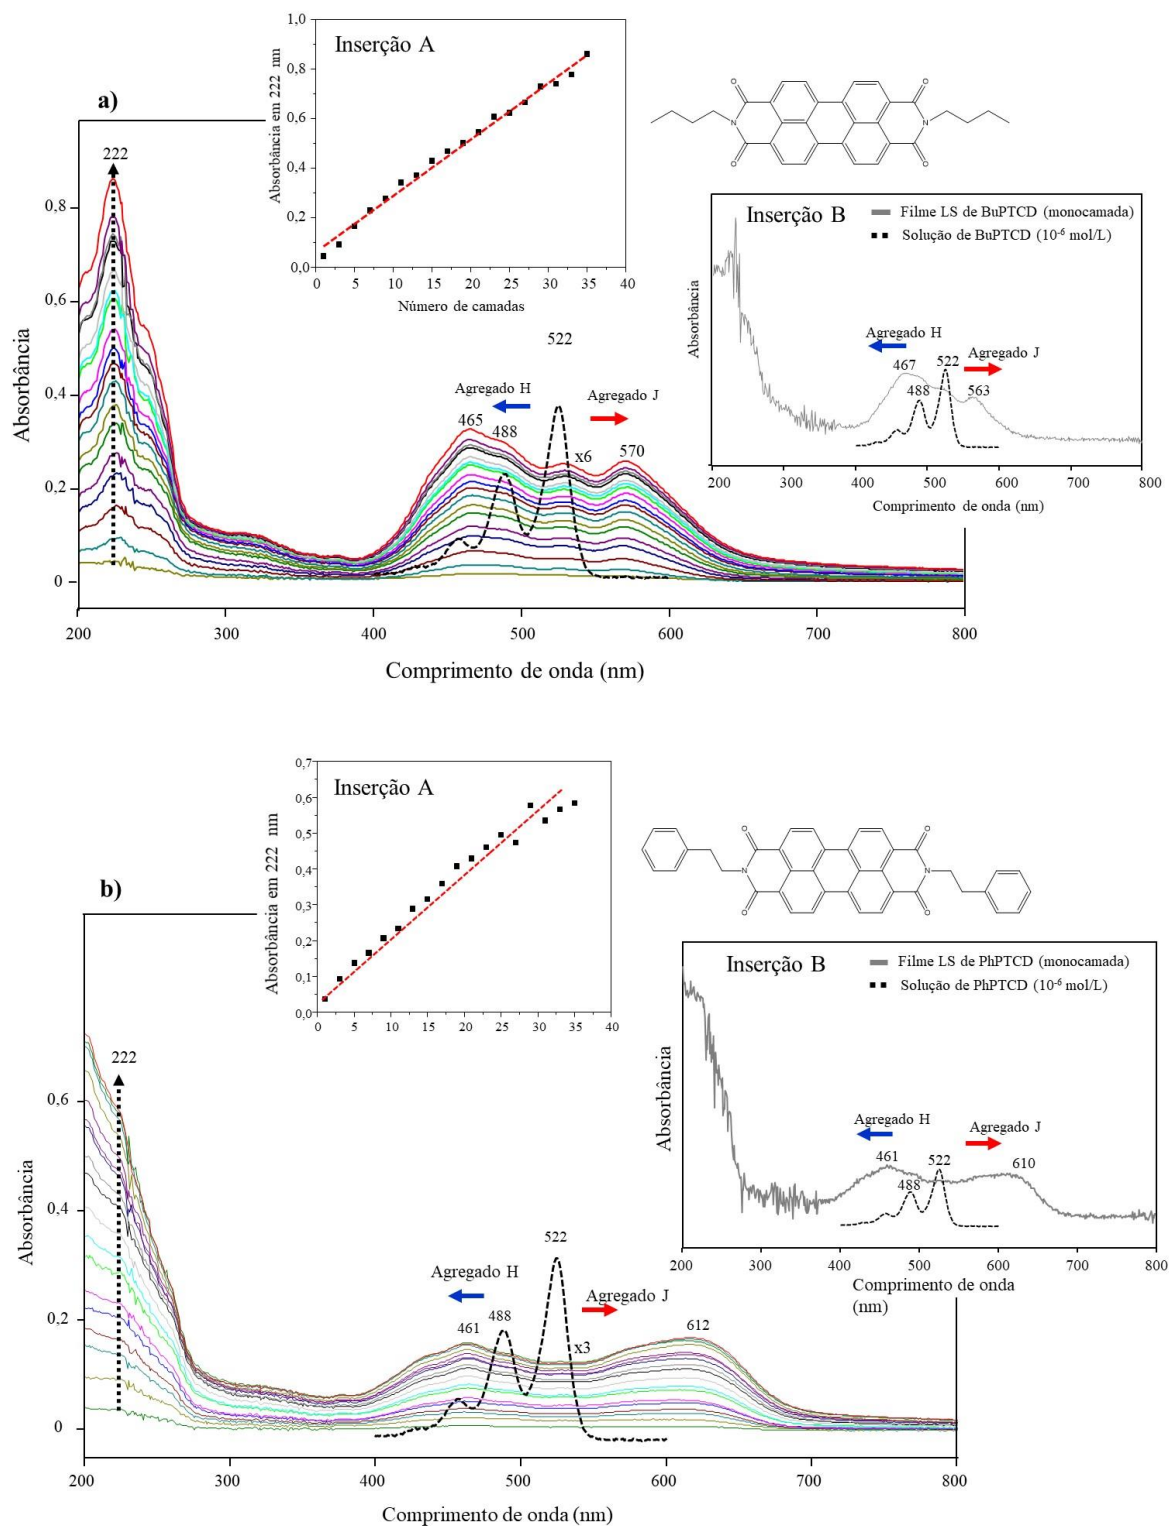 a)
Inserção A
Absorbância em 222 nm
1,0
0,8
0,6
0,4
0,2
0,0
0 5 10 15 20 25 30 35 40
Número de camadas
O O
N N
O O
Inserção B
Filme LS de BuPTCD (monocamada)
Solução de BuPTCD (10-6 mol/L)
Absorbância
Agregado H
467
488
522
Agregado J
563
200 300 400 500 600 700 800
Comprimento de onda (nm)
222
Absorbância
0,8
0,6
0,4
0,2
0
522
Agregado H
465
488
Agregado J
x6
570
200 300 400 500 600 700 800
Comprimento de onda (nm)
b)
Inserção A
Absorbância em 222 nm
0,7
0,6
0,5
0,4
0,3
0,2
0,1
0,0
0 5 10 15 20 25 30 35 40
O O
N N
O O
Inserção B
Filme LS de PhPTCD (monocamada)
Solução de PhPTCD (10-6 mol/L)
Absorbância
Agregado H
461
488
522
Agregado J
610
200 300 400 500 600 700 800
Comprimento de onda
(nm)
222
Absorbância
0,6
0,4
0,2
0
522
Agregado H
461
488
Agregado J
x3
612
200 300 400 500 600 700 800
Comprimento de onda (nm)